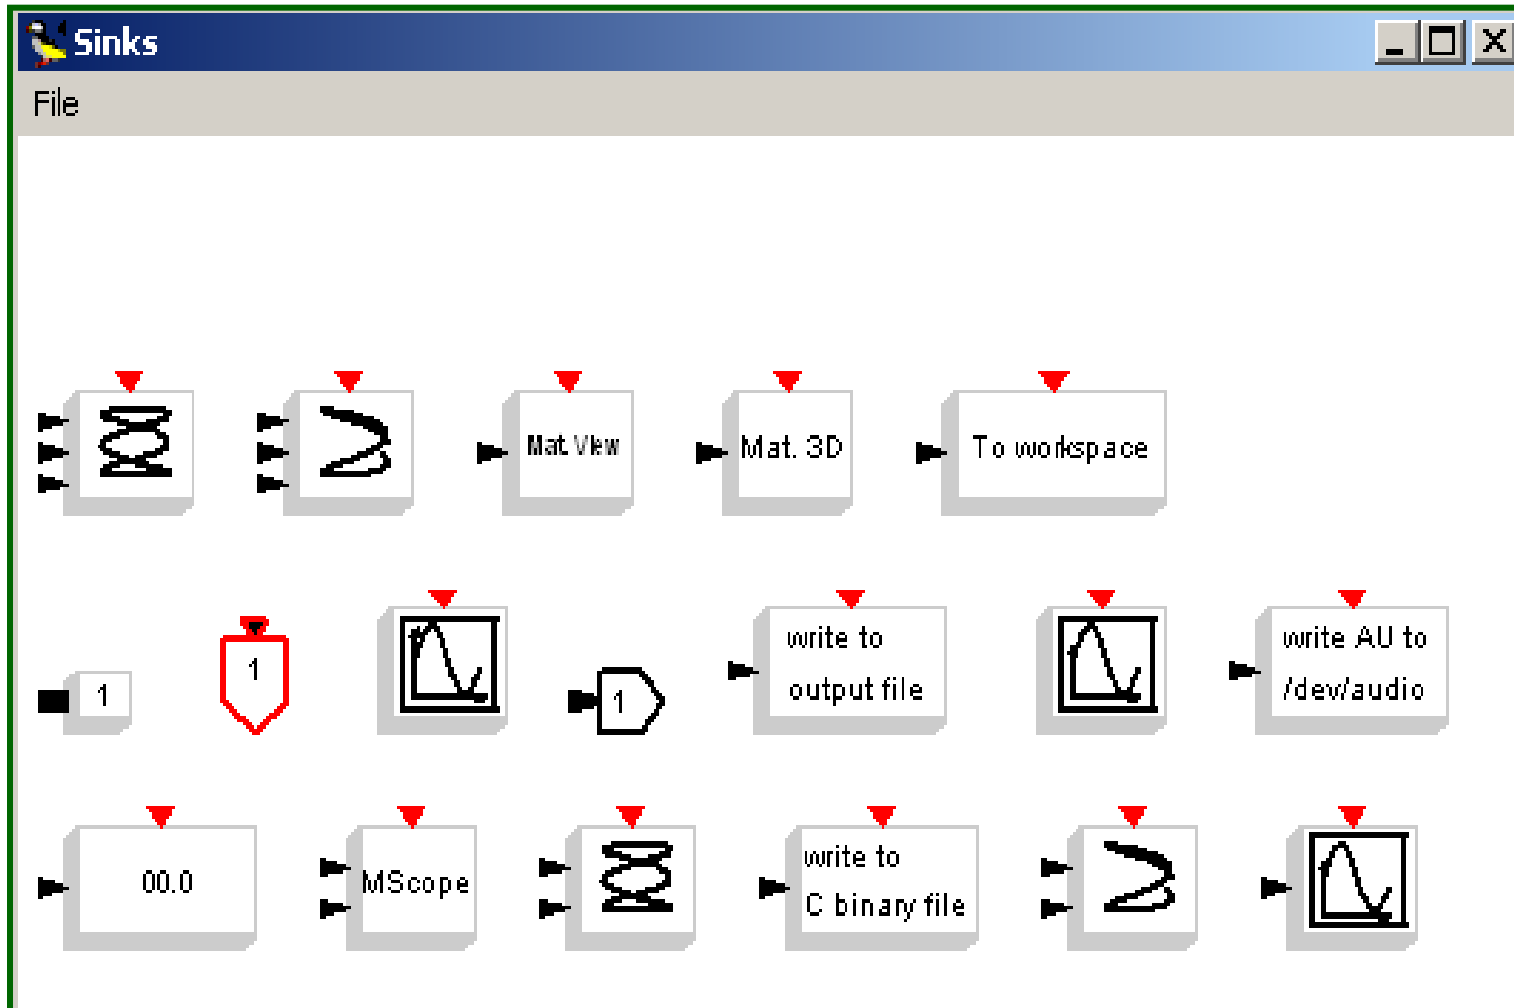 Sinks
File
Mat. View
Mat. 3D
To workspace
1
1
1
write to
output file
write AU to
/dev/audio
00.0
MScope
write to
C binary file